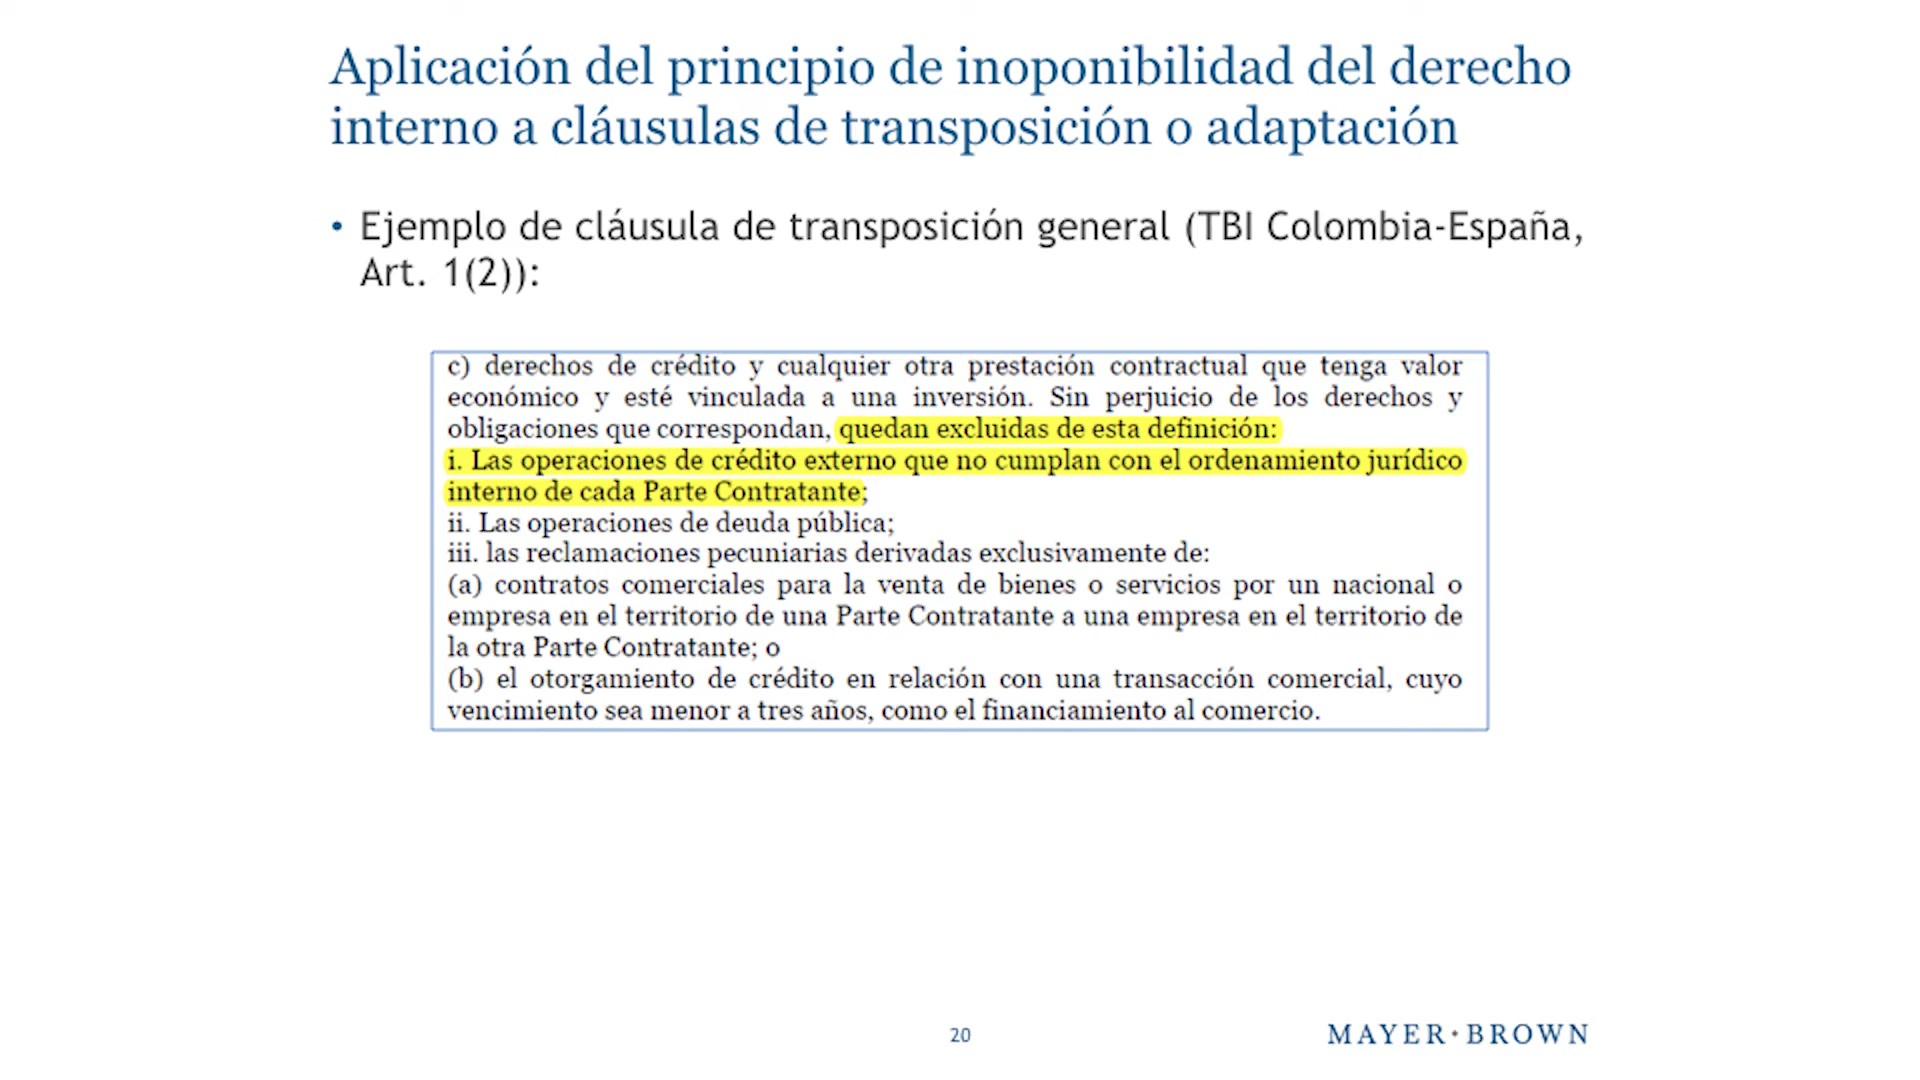 Aplicación del principio de inoponibilidad del derecho
interno a cláusulas de transposición o adaptación
• Ejemplo de cláusula de transposición general (TBI Colombia-España,
Art. 1(2)):
c) derechos de crédito y cualquier otra prestación contractual que tenga valor
económico y esté vinculada a una inversión. Sin perjuicio de los derechos y
obligaciones que correspondan, quedan excluidas de esta definición:
i. Las operaciones de crédito externo que no cumplan con el ordenamiento jurídico
interno de cada Parte Contratante;
ii. Las operaciones de deuda pública;
iii. las reclamaciones pecuniarias derivadas exclusivamente de:
(a) contratos comerciales para la venta de bienes o servicios por un nacional o
empresa en el territorio de una Parte Contratante a una empresa en el territorio de
la otra Parte Contratante; o
(b) el otorgamiento de crédito en relación con una transacción comercial, cuyo
vencimiento sea menor a tres años, como el financiamiento al comercio.
20
MAYER·BROWN